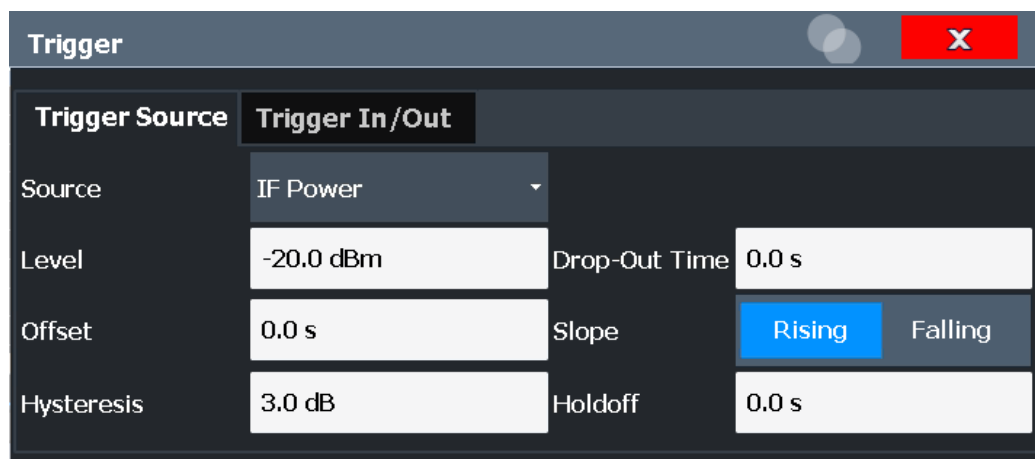 Trigger
X
Trigger Source Trigger In/Out
Source IF Power
Level -20.0 dBm Drop-Out Time 0.0 s
Offset 0.0 s Slope Rising Falling
Hysteresis 3.0 dB Holdoff 0.0 s